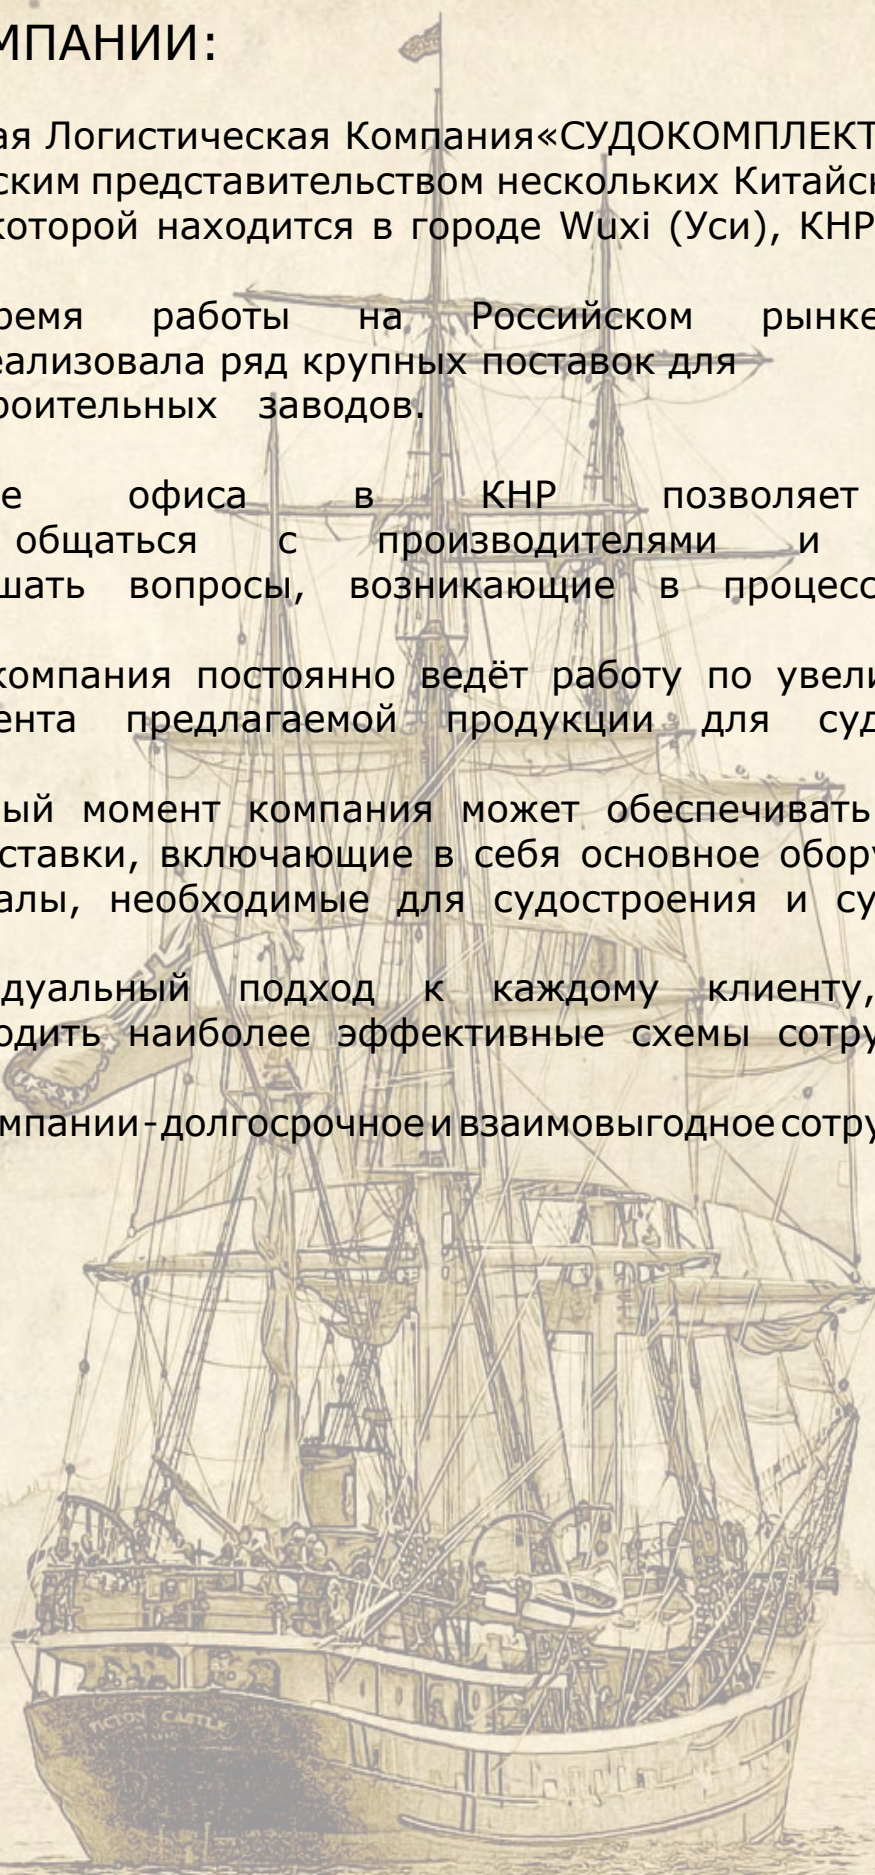 МПАНИИ:
ая Логистическая Компания«СУДОКОМПЛЕКТ
ским представительством нескольких Китайск
которой находится в городе Wuxi (Уси), КНР
ремя работы на Российском рынке
еализовала ряд крупных поставок для
роительных заводов.
е офиса в КНР позволяет
общаться с производителями и
шать вопросы, возникающие в процесс
компания постоянно ведёт работу по увели
ента предлагаемой продукции для суд
ый момент компания может обеспечивать
ставки, включающие в себя основное обору
алы, необходимые для судостроения и су
дуальный подход к каждому клиенту,
одить наиболее эффективные схемы сотру
мпании-долгосрочное и взаимовыгодное сотру
PICTON CASTLE